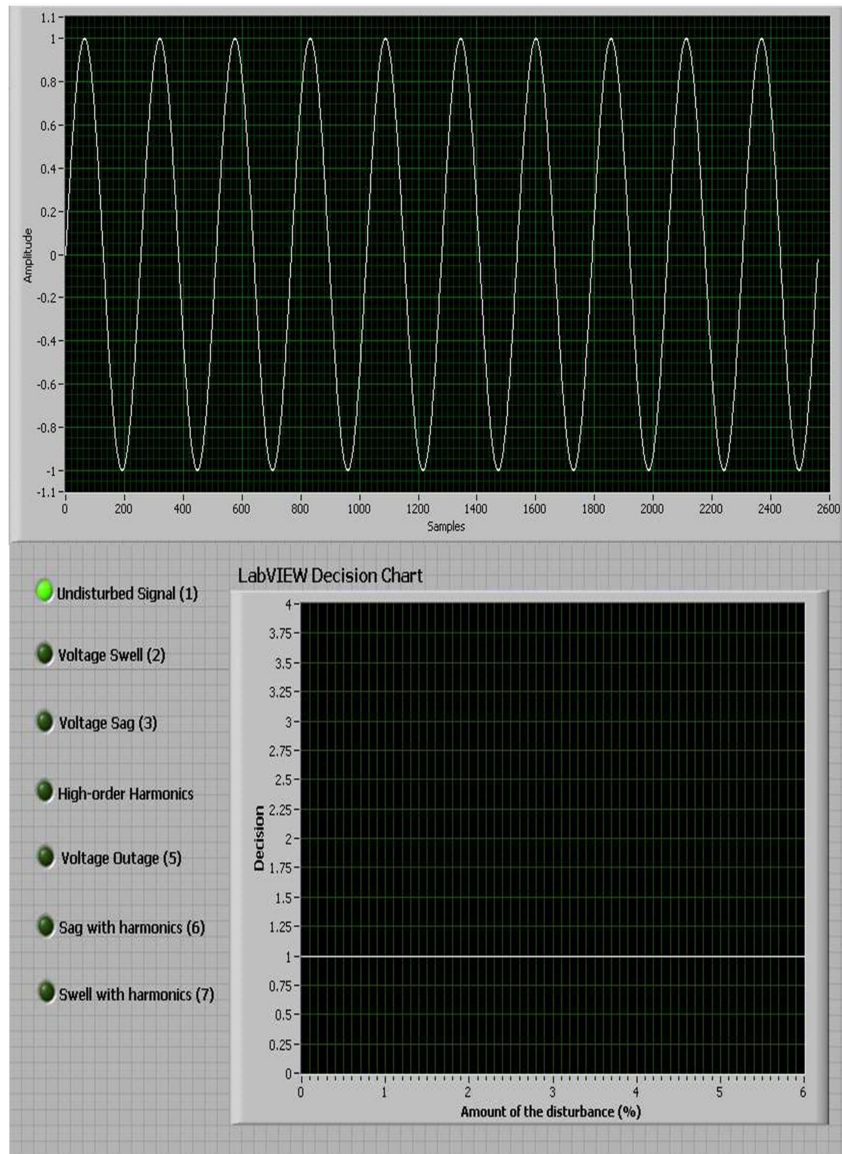 1.1
1
0.8
0.6
0.4
0.2
0
-0.2
-0.4
-0.6
-0.8
-1
-1.1
Amplitude
0 200 400 600 800 1000 1200 1400 1600 1800 2000 2200 2400 2600
Samples
Undisturbed Signal (1)
Voltage Swell (2)
Voltage Sag (3)
High-order Harmonics
Voltage Outage (5)
Sag with harmonics (6)
Swell with harmonics (7)
LabVIEW Decision Chart
4
3.75
3.5
3.25
3
2.75
2.5
2.25
2
1.75
1.5
1.25
1
0.75
0.5
0.25
0
Decision
0 1 2 3 4 5 6
Amount of the disturbance (%)